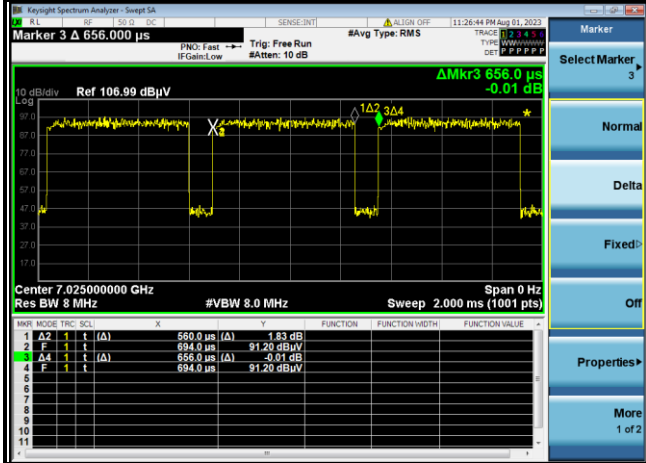 Keysight Spectrum Analyzer - Swept SA
RL RF 50 Ω DC SENSE:INT ALIGN OFF 11:26:44 PM Aug 01, 2023
Marker 3 Δ 656.000 µs
PNO: Fast Trig: Free Run #Avg Type: RMS TRACE 1 2 3 4 5 6
IFGain:Low #Atten: 10 dB TYPE WWWWWW
DET P P P P P P
ΔMkr3 656.0 µs
10 dB/div Ref 106.99 dBµV -0.01 dB
Log
97.0
87.0
77.0
67.0
57.0
47.0
37.0
27.0
17.0
1Δ2 3Δ4
Center 7.025000000 GHz Span 0 Hz
Res BW 8 MHz #VBW 8.0 MHz Sweep 2.000 ms (1001 pts)
MKR MODE TRC SCL X Y FUNCTION FUNCTION WIDTH FUNCTION VALUE
1 Δ2 1 t (Δ) 560.0 µs (Δ) 1.83 dB
2 F 1 t 694.0 µs 91.20 dBµV
3 Δ4 1 t (Δ) 656.0 µs (Δ) -0.01 dB
4 F 1 t 694.0 µs 91.20 dBµV
5
6
7
8
9
10
11
Marker
Select Marker
3
Normal
Delta
Fixed
Off
Properties
More
1 of 2